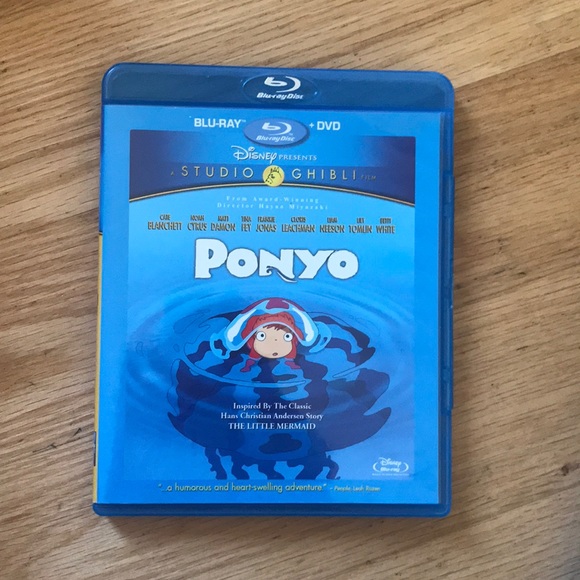 Blu-ray Disc
BLU-RAY™ Blu-ray Disc + DVD
DISNEY PRESENTS
A STUDIO GHIBLI FILM
From Award-Winning
Director Hayao Miyazaki
CATE BLANCHETT NOAH CYRUS MATT DAMON TINA FEY FRANKIE JONAS CLORIS LEACHMAN LIAM NEESON LILY TOMLIN BETTY WHITE
PONYO
Inspired By The Classic
Hans Christian Andersen Story
THE LITTLE MERMAID
Disney
Blu-ray
"...a humorous and heart-swelling adventure" –